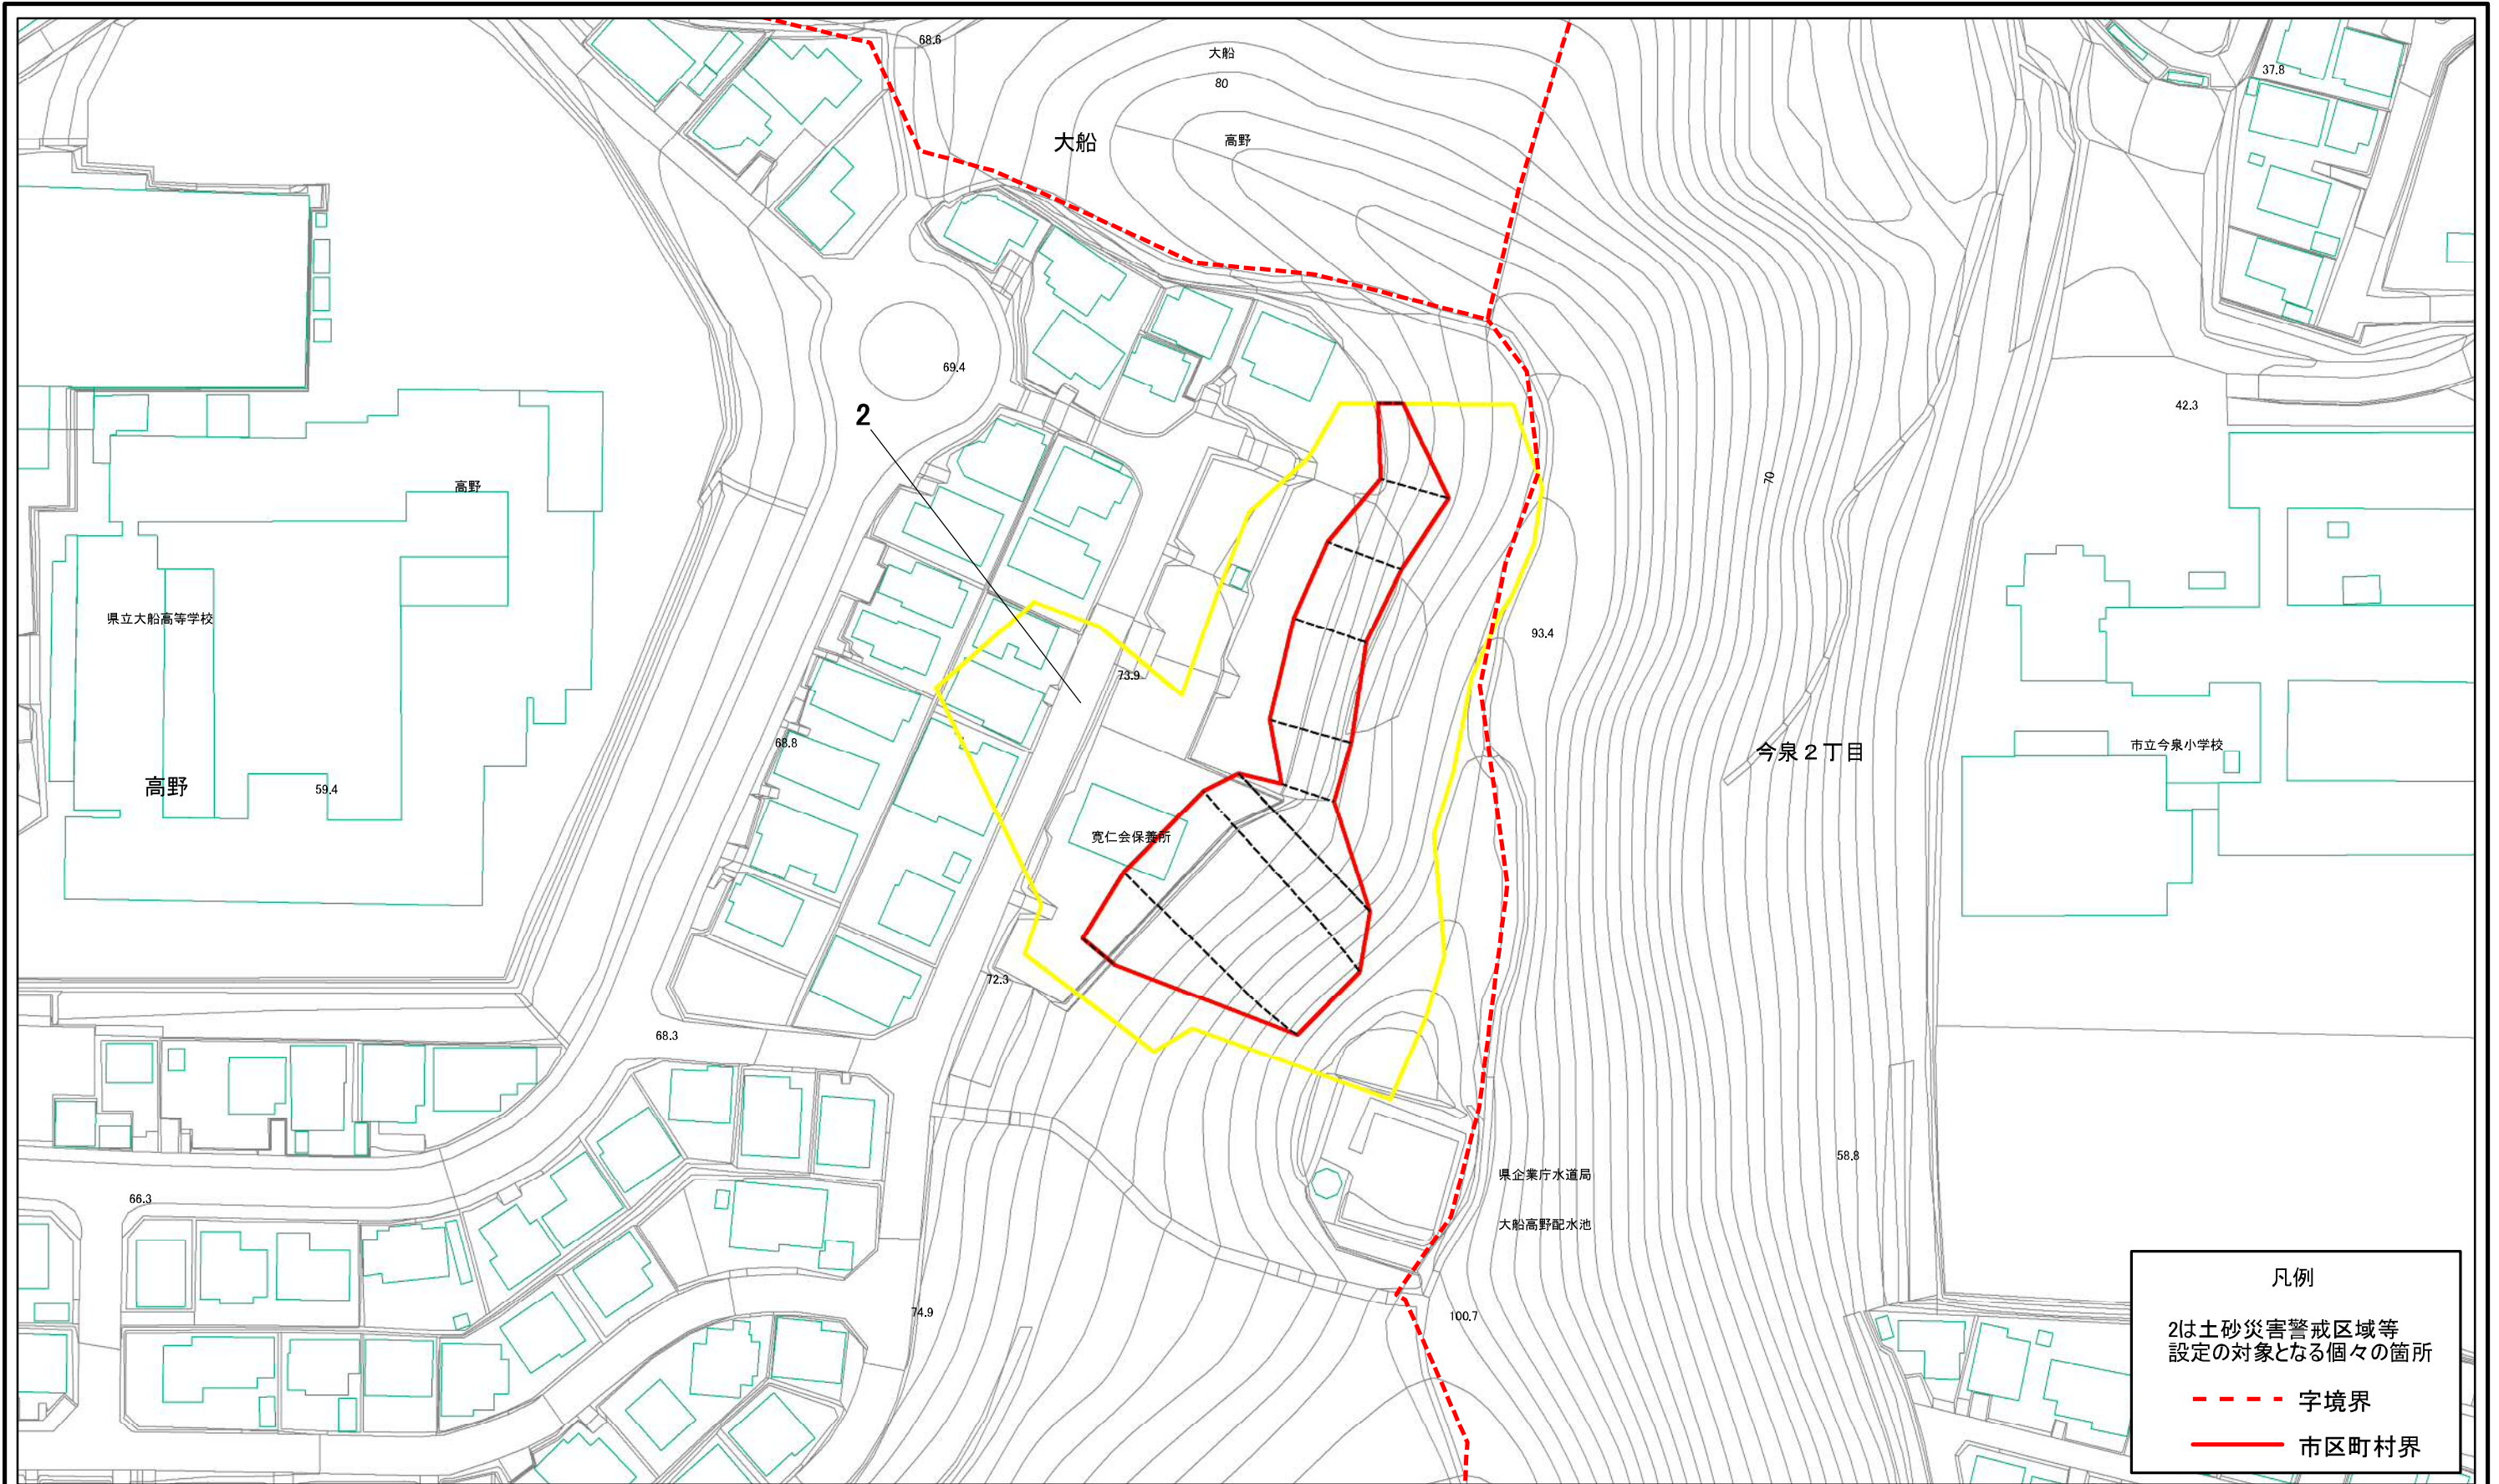 68.6
大船
80
37.8
大船
高野
69.4
42.3
2
70
高野
県立大船高等学校
93.4
73.9
68.8
今泉2丁目
市立今泉小学校
高野
59.4
寛仁会保養所
72.3
68.3
58.8
県企業庁水道局
66.3
大船高野配水池
74.9
100.7
凡例
2は土砂災害警戒区域等
設定の対象となる個々の箇所
字境界
市区町村界